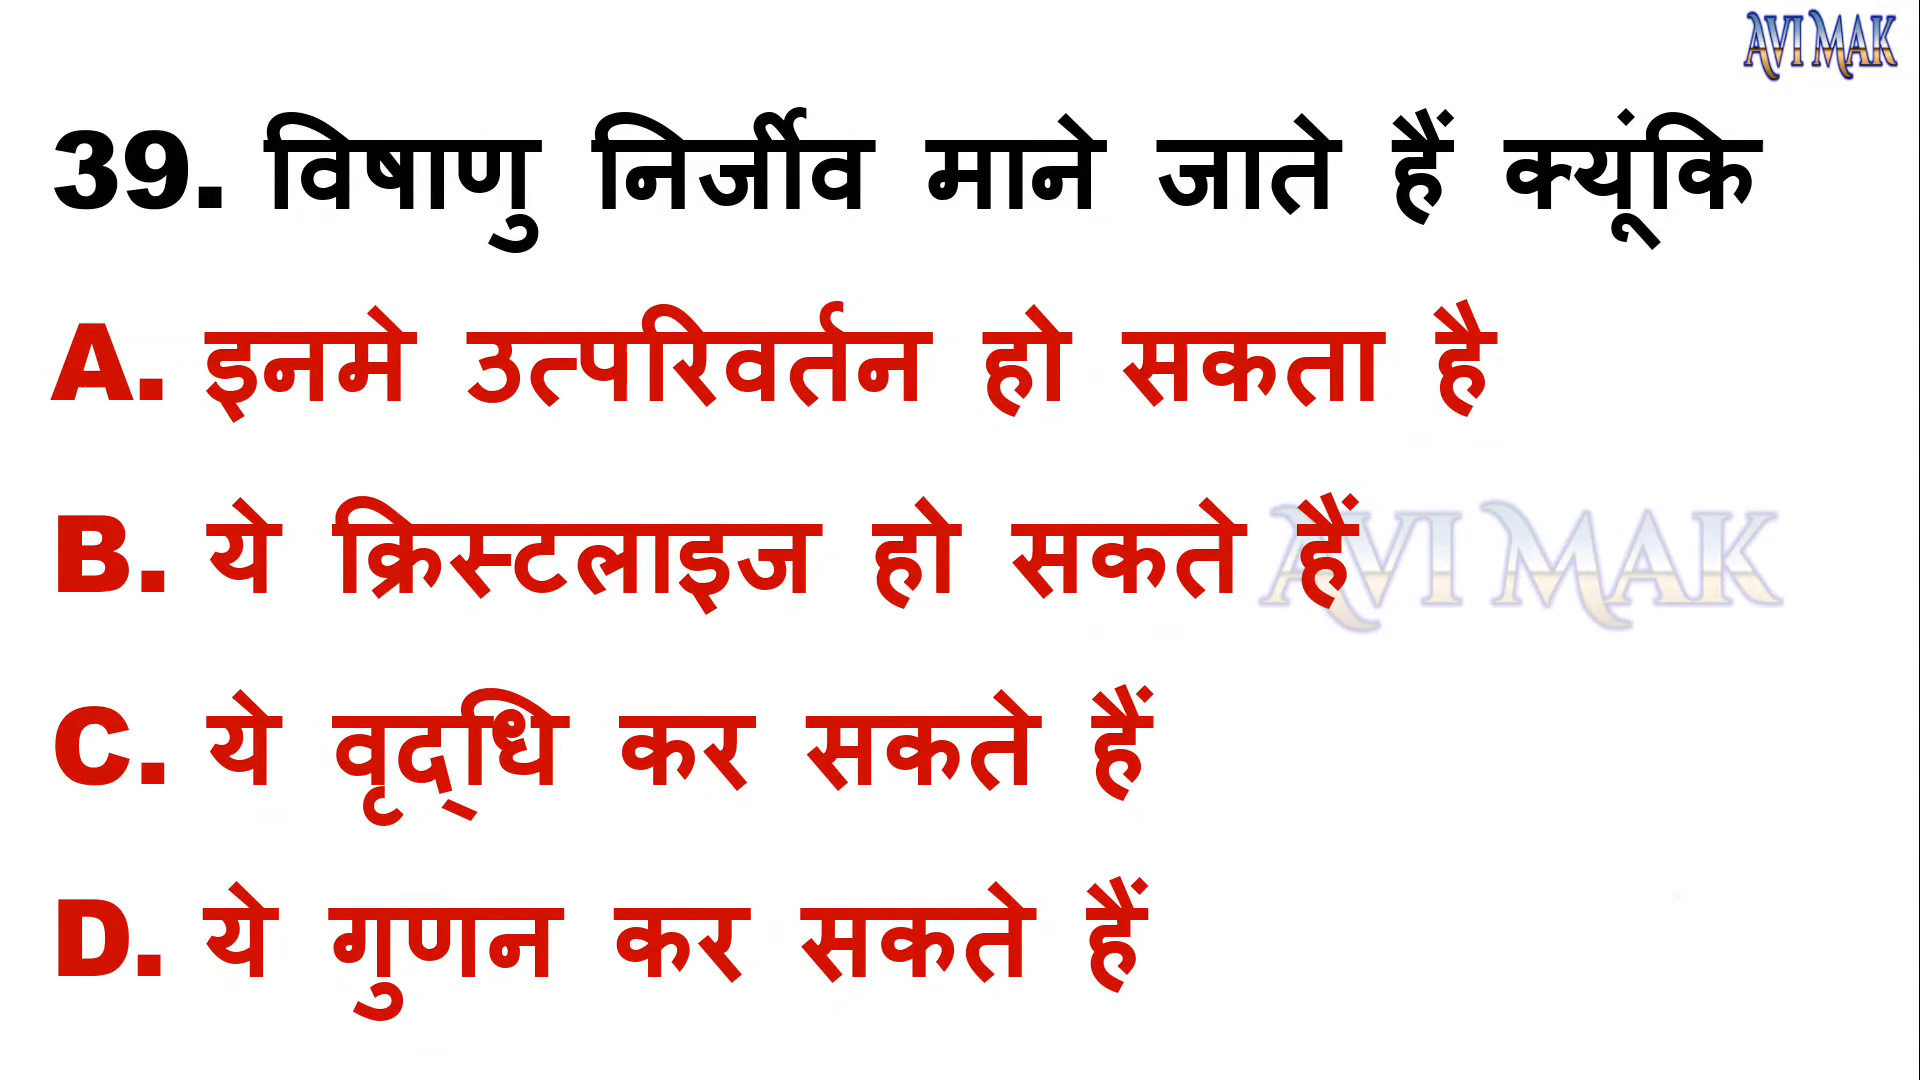 AVI MAK
39. विषाणु निर्जीव माने जाते हैं क्यूंकि
A. इनमे उत्परिवर्तन हो सकता है
B. ये क्रिस्टलाइज हो सकते हैं
AVI MAK
C. ये वृद्धि कर सकते हैं
D. ये गुणन कर सकते हैं